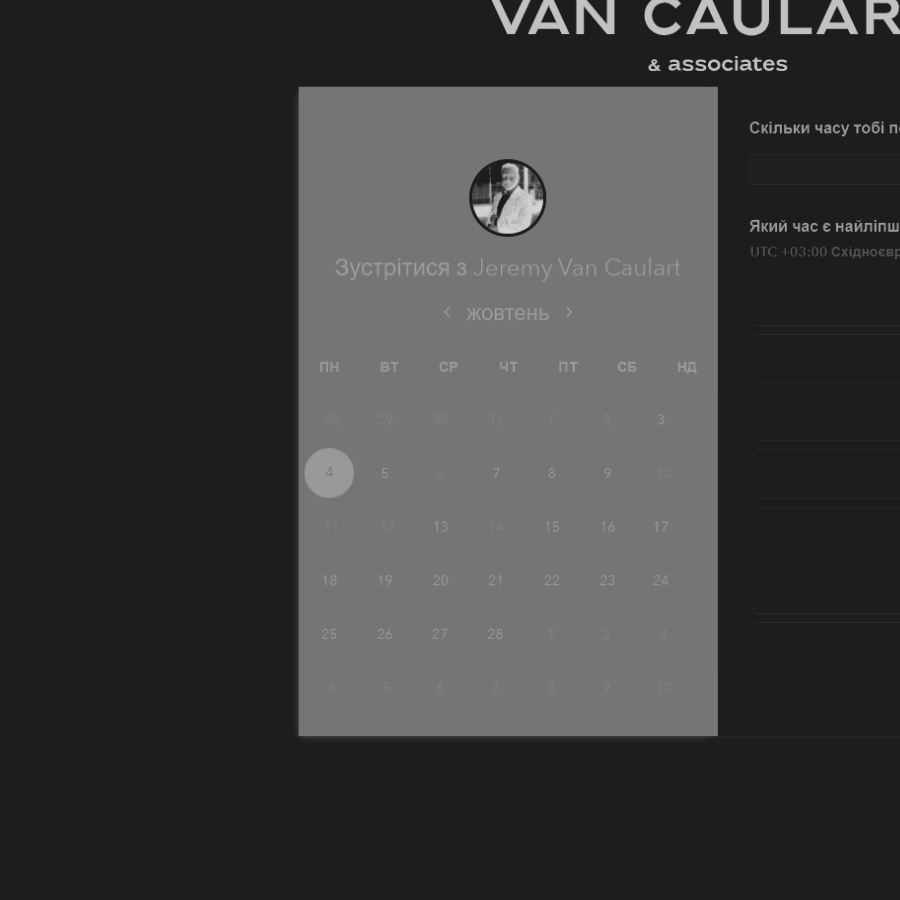 VAN CAULAR
& associates
Скільки часу тобі п
Зустрітися з Jeremy Van Caulart
Який час є найліпш
UTC +03:00 Східноєвр
жовтень
ПН ВТ СР ЧТ ПТ СБ НД
28 29 30 31 1 2 3
4 5 6 7 8 9 10
11 12 13 14 15 16 17
18 19 20 21 22 23 24
25 26 27 28 1 2 3
4 5 6 7 8 9 10